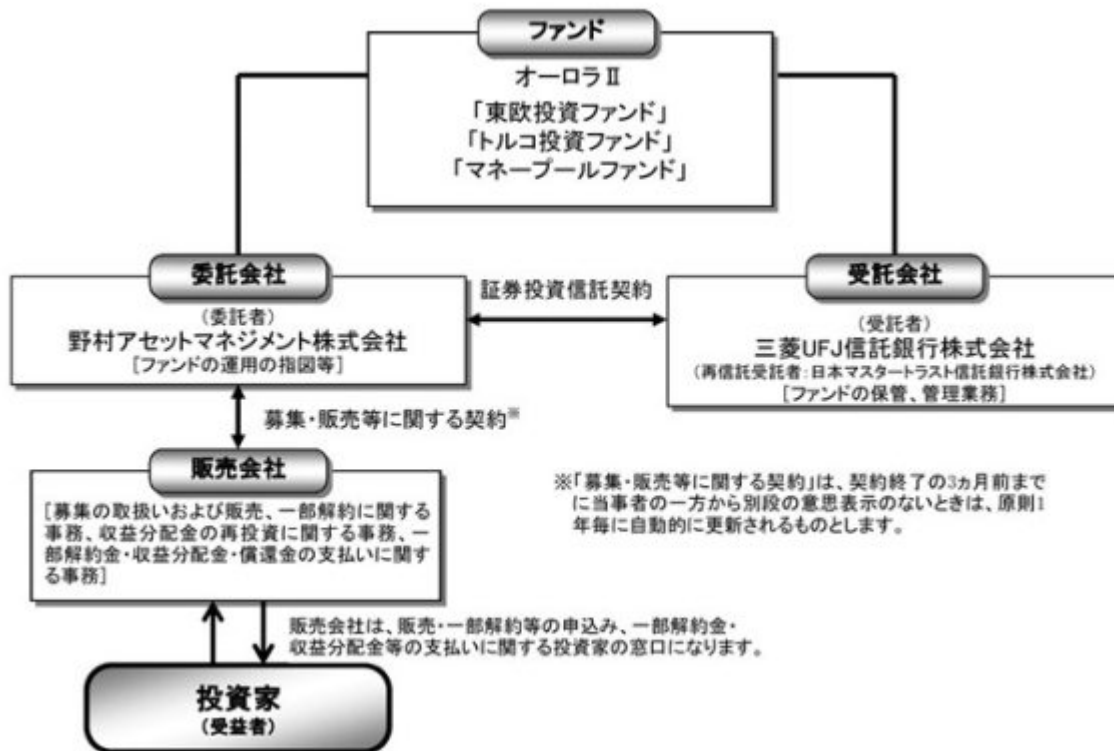 ファンド
オーロラⅡ
「東欧投資ファンド」
「トルコ投資ファンド」
「マネープールファンド」
委託会社
(委託者)
野村アセットマネジメント株式会社
[ファンドの運用の指図等]
証券投資信託契約
受託会社
(受託者)
三菱UFJ信託銀行株式会社
(再信託受託者:日本マスタートラスト信託銀行株式会社)
[ファンドの保管、管理業務]
募集・販売等に関する契約※
販売会社
[募集の取扱いおよび販売、一部解約に関する
事務、収益分配金の再投資に関する事務、一
部解約金・収益分配金・償還金の支払いに関す
る事務]
※「募集・販売等に関する契約」は、契約終了の3ヵ月前まで
に当事者の一方から別段の意思表示のないときは、原則1
年毎に自動的に更新されるものとします。
販売会社は、販売・一部解約等の申込み、一部解約金・
収益分配金等の支払いに関する投資家の窓口になります。
投資家
(受益者)